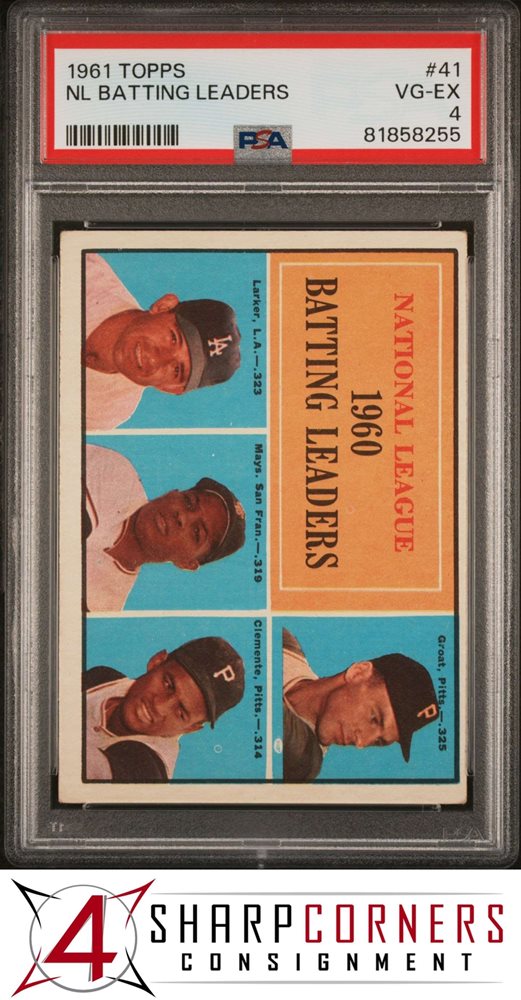 1961 TOPPS #41
NL BATTING LEADERS VG-EX
4
PSA 81858255
NATIONAL LEAGUE
1960
BATTING LEADERS
Groat, Pitts.—.325
Larker, L.A.—.323
LA
Mays. San Fran.—.319
Clemente, Pitts.—.314
P
P
4 SHARPCORNERS
CONSIGNMENT